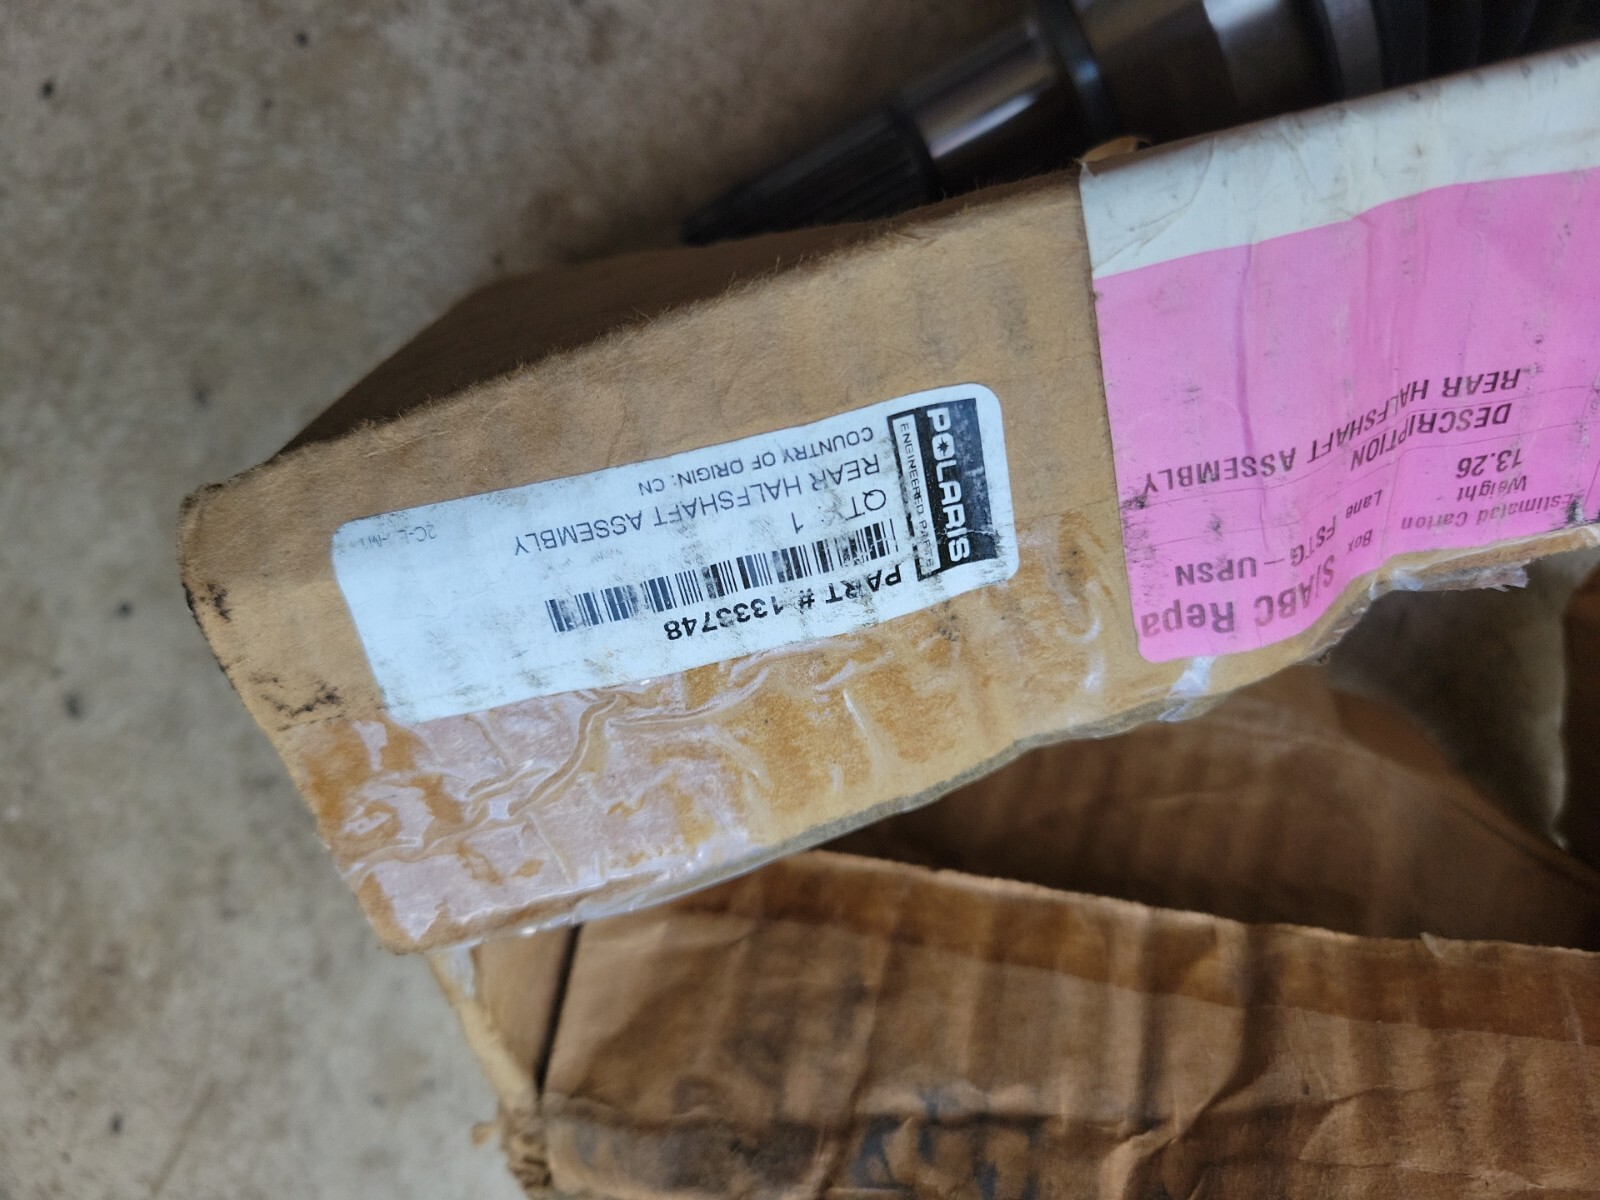 POLARIS
ENGINEERED PARTS
PART # 1333748
QTY: 1
REAR HALFSHAFT ASSEMBLY
COUNTRY OF ORIGIN: CN
S/ABC Repa
FSTG - UPSN
Box Lane
Estimated Carton
Weight -
13.26
DESCRIPTION
REAR HALFSHAFT ASSEMBLY